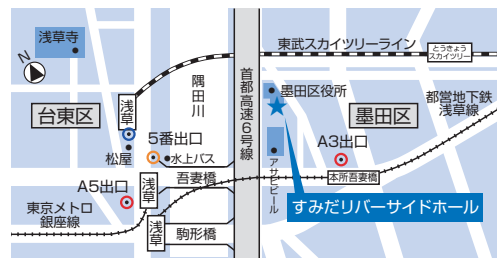 浅草寺
N
台東区
浅草
松屋
5番出口
水上バス
隅田川
A5出口
浅草
吾妻橋
東京メトロ
銀座線
浅草
駒形橋
首都高速6号線
東武スカイツリーライン
とうきょう
スカイツリー
墨田区役所
墨田区
都営地下鉄
浅草線
A3出口
アサヒビール
本所吾妻橋
すみだリバーサイドホール